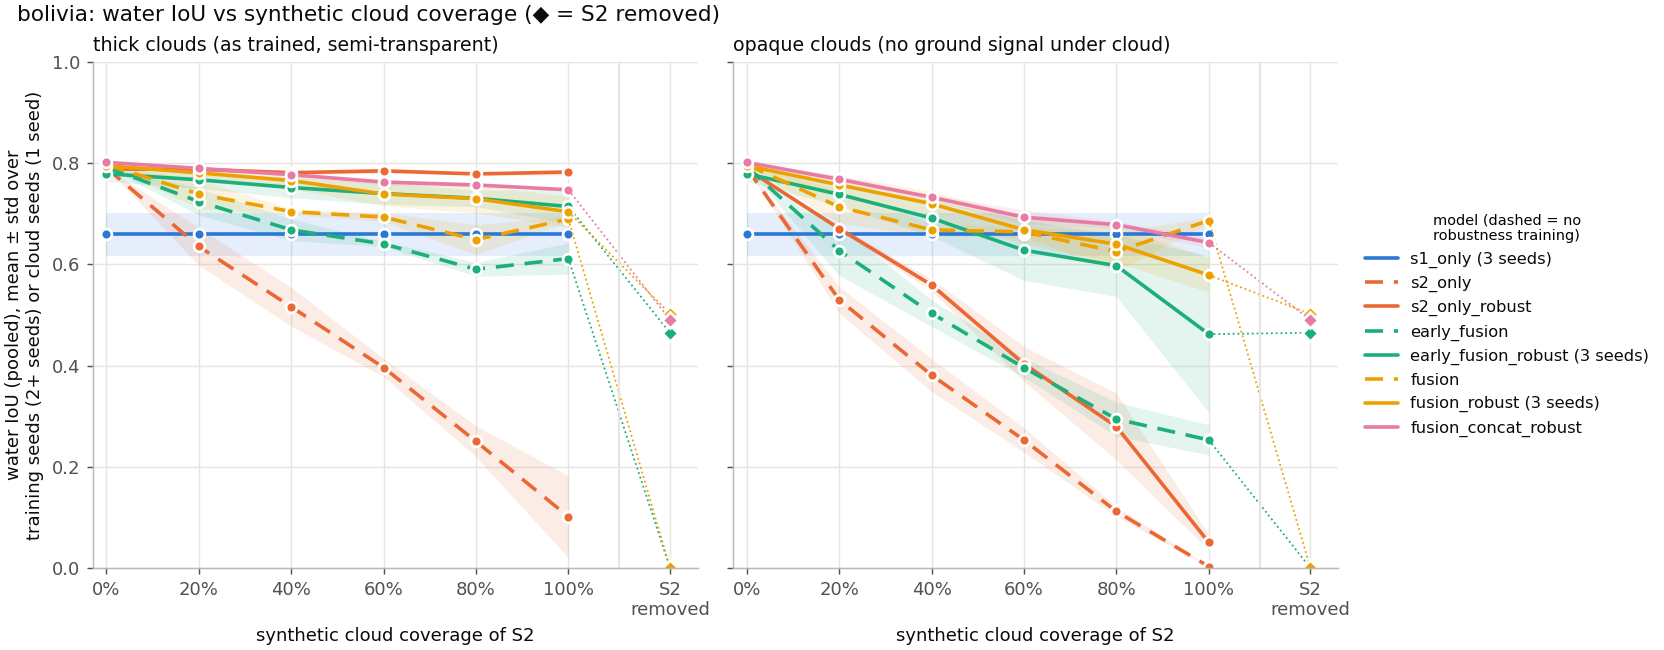 bolivia: water IoU vs synthetic cloud coverage (◆ = S2 removed)
thick clouds (as trained, semi-transparent)
opaque clouds (no ground signal under cloud)
water IoU (pooled), mean ± std over
training seeds (2+ seeds) or cloud seeds (1 seed)
1.0
0.8
0.6
0.4
0.2
0.0
0% 20% 40% 60% 80% 100% S2
removed
synthetic cloud coverage of S2
0% 20% 40% 60% 80% 100% S2
removed
synthetic cloud coverage of S2
model (dashed = no
robustness training)
s1_only (3 seeds)
s2_only
s2_only_robust
early_fusion
early_fusion_robust (3 seeds)
fusion
fusion_robust (3 seeds)
fusion_concat_robust